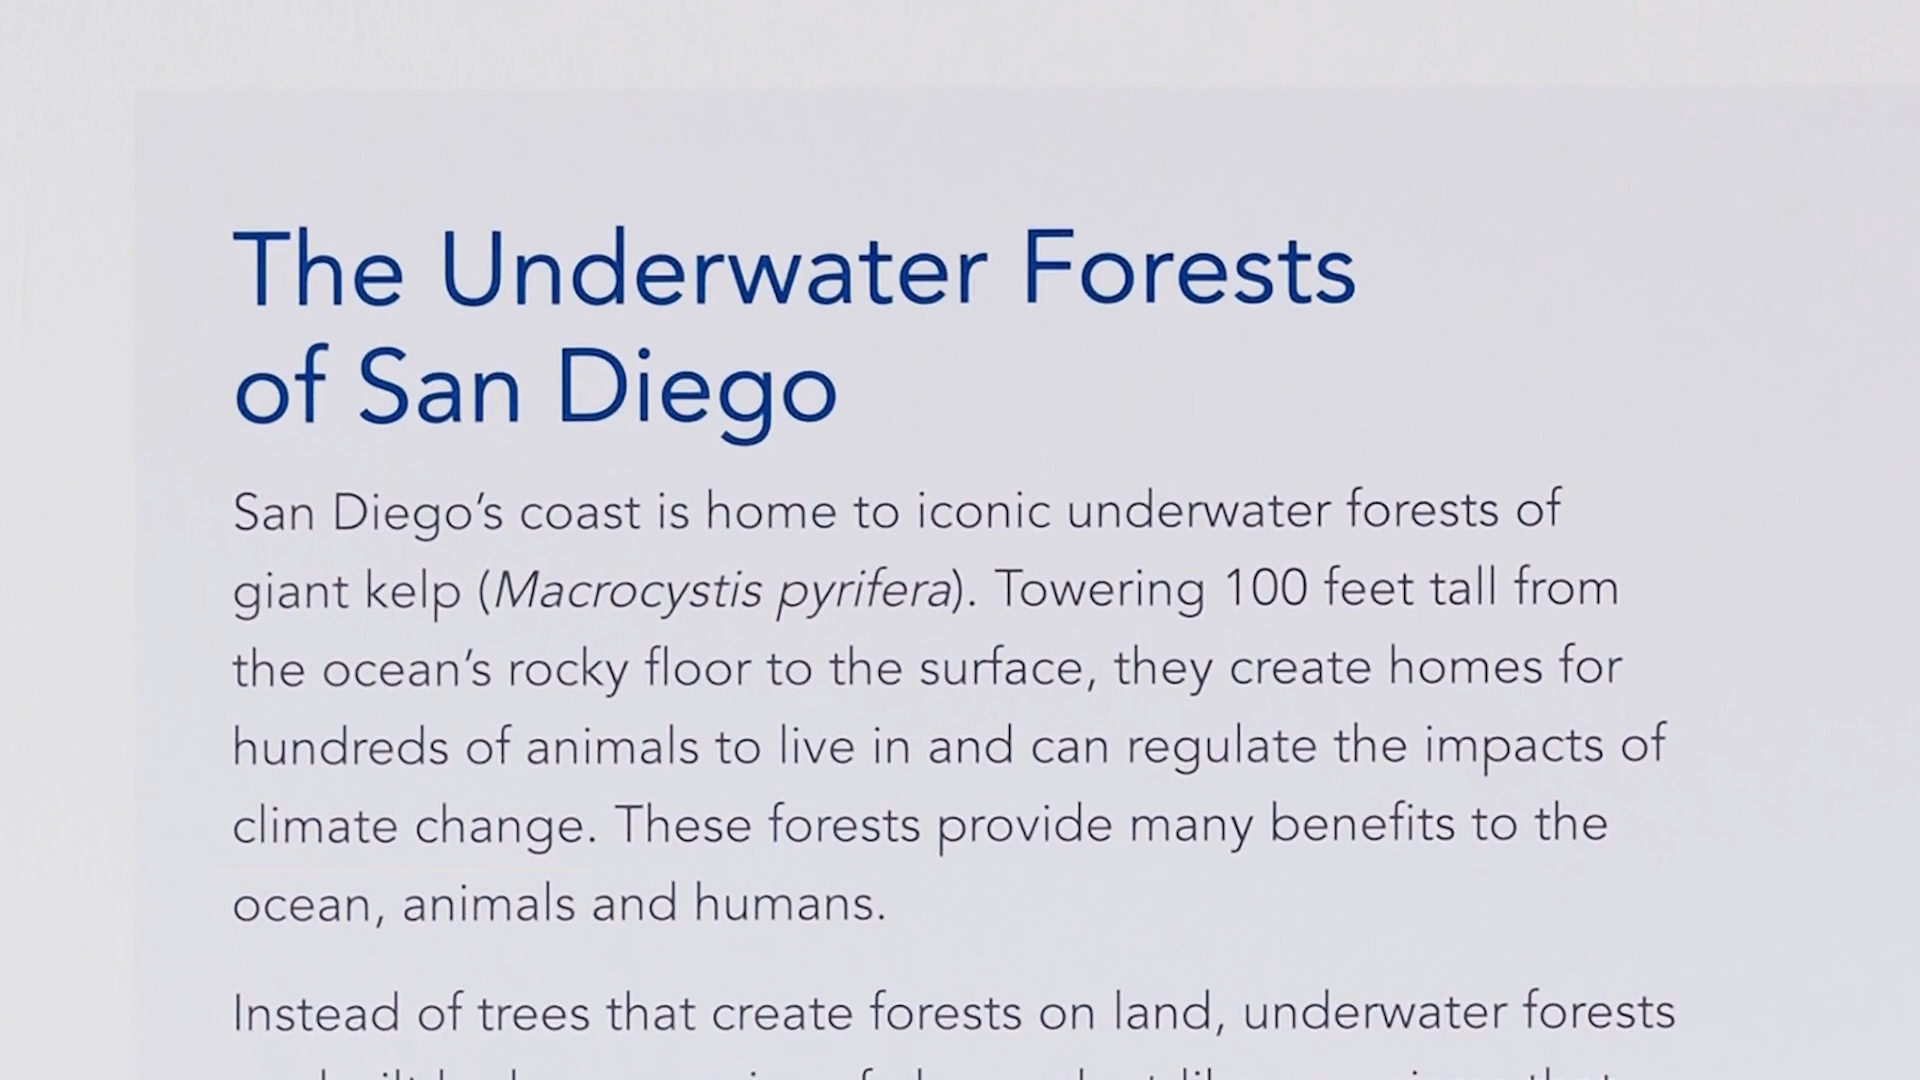 The Underwater Forests
of San Diego
San Diego’s coast is home to iconic underwater forests of
giant kelp (Macrocystis pyrifera). Towering 100 feet tall from
the ocean’s rocky floor to the surface, they create homes for
hundreds of animals to live in and can regulate the impacts of
climate change. These forests provide many benefits to the
ocean, animals and humans.
Instead of trees that create forests on land, underwater forests